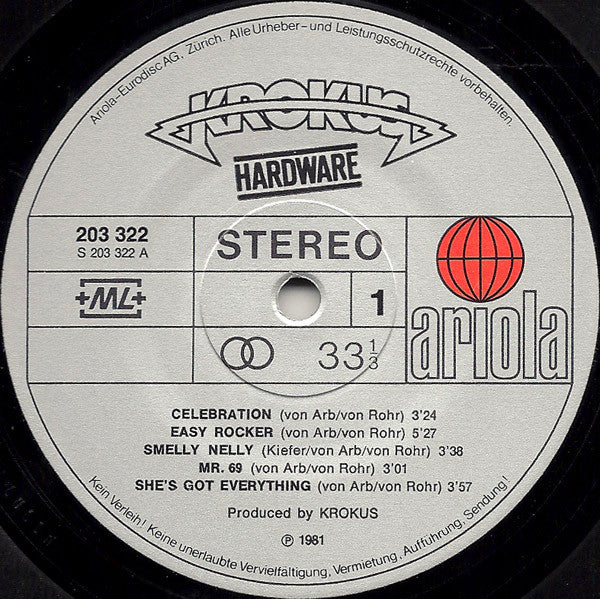 Ariola-Eurodisc AG, Zürich. Alle Urheber- und Leistungsschutzrechte vorbehalten.
KROKUS
HARDWARE
203 322
S 203 322 A
STEREO
+ML+
1
33 1/3
ariola
CELEBRATION (von Arb/von Rohr) 3'24
EASY ROCKER (von Arb/von Rohr) 5'27
SMELLY NELLY (Kiefer/von Arb/von Rohr) 3'38
MR. 69 (von Arb/von Rohr) 3'01
SHE'S GOT EVERYTHING (von Arb/von Rohr) 3'57
Produced by KROKUS
℗ 1981
Kein Verleih! Keine unerlaubte Vervielfältigung, Vermietung, Aufführung, Sendung!